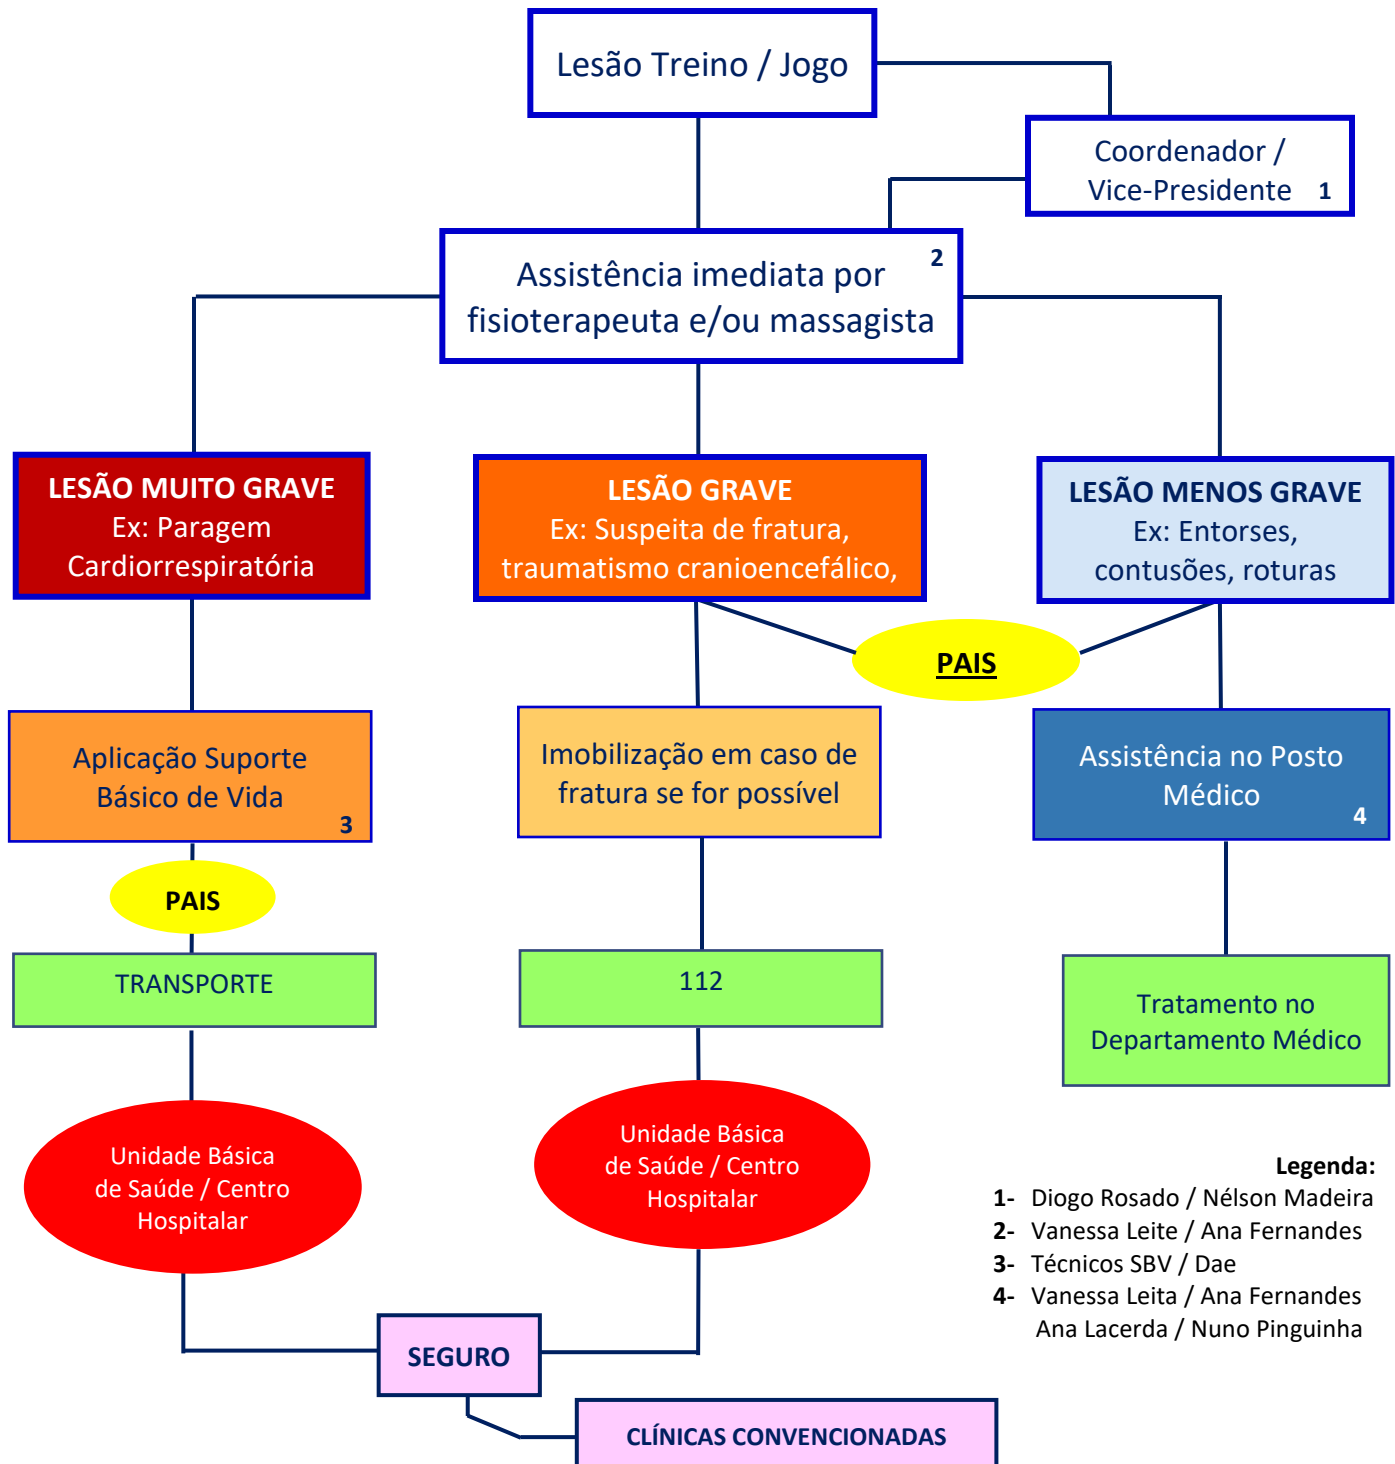 Lesão Treino / Jogo
Coordenador /
Vice-Presidente 1
2
Assistência imediata por
fisioterapeuta e/ou massagista
LESÃO MUITO GRAVE
Ex: Paragem
Cardiorrespiratória
LESÃO GRAVE
Ex: Suspeita de fratura,
traumatismo cranioencefálico,
LESÃO MENOS GRAVE
Ex: Entorses,
contusões, roturas
PAIS
Aplicação Suporte
Básico de Vida
3
Imobilização em caso de
fratura se for possível
Assistência no Posto
Médico
4
PAIS
TRANSPORTE
112
Tratamento no
Departamento Médico
Unidade Básica
de Saúde / Centro
Hospitalar
Unidade Básica
de Saúde / Centro
Hospitalar
Legenda:
1- Diogo Rosado / Nélson Madeira
2- Vanessa Leite / Ana Fernandes
3- Técnicos SBV / Dae
4- Vanessa Leita / Ana Fernandes
Ana Lacerda / Nuno Pinguinha
SEGURO
CLÍNICAS CONVENCIONADAS